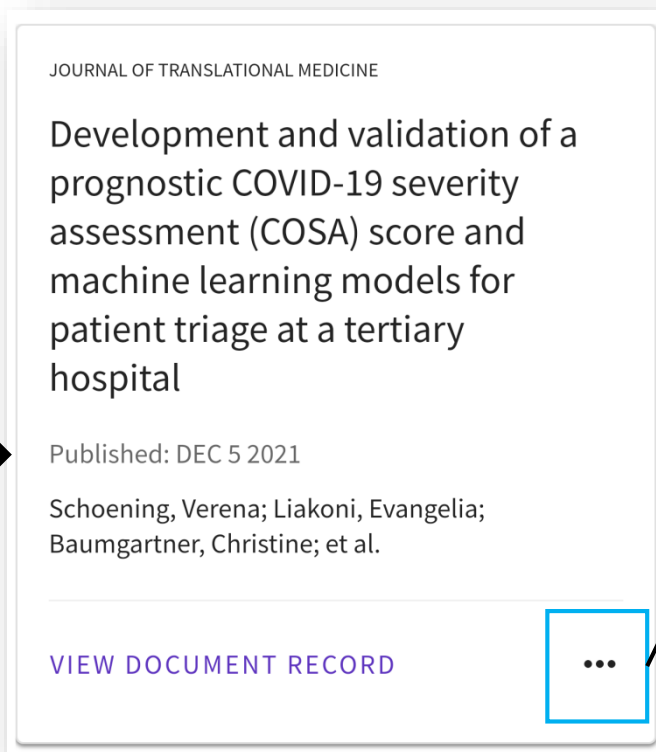 JOURNAL OF TRANSLATIONAL MEDICINE
Development and validation of a
prognostic COVID-19 severity
assessment (COSA) score and
machine learning models for
patient triage at a tertiary
hospital
Published: DEC 5 2021
Schoening, Verena; Liakoni, Evangelia;
Baumgartner, Christine; et al.
VIEW DOCUMENT RECORD
•••